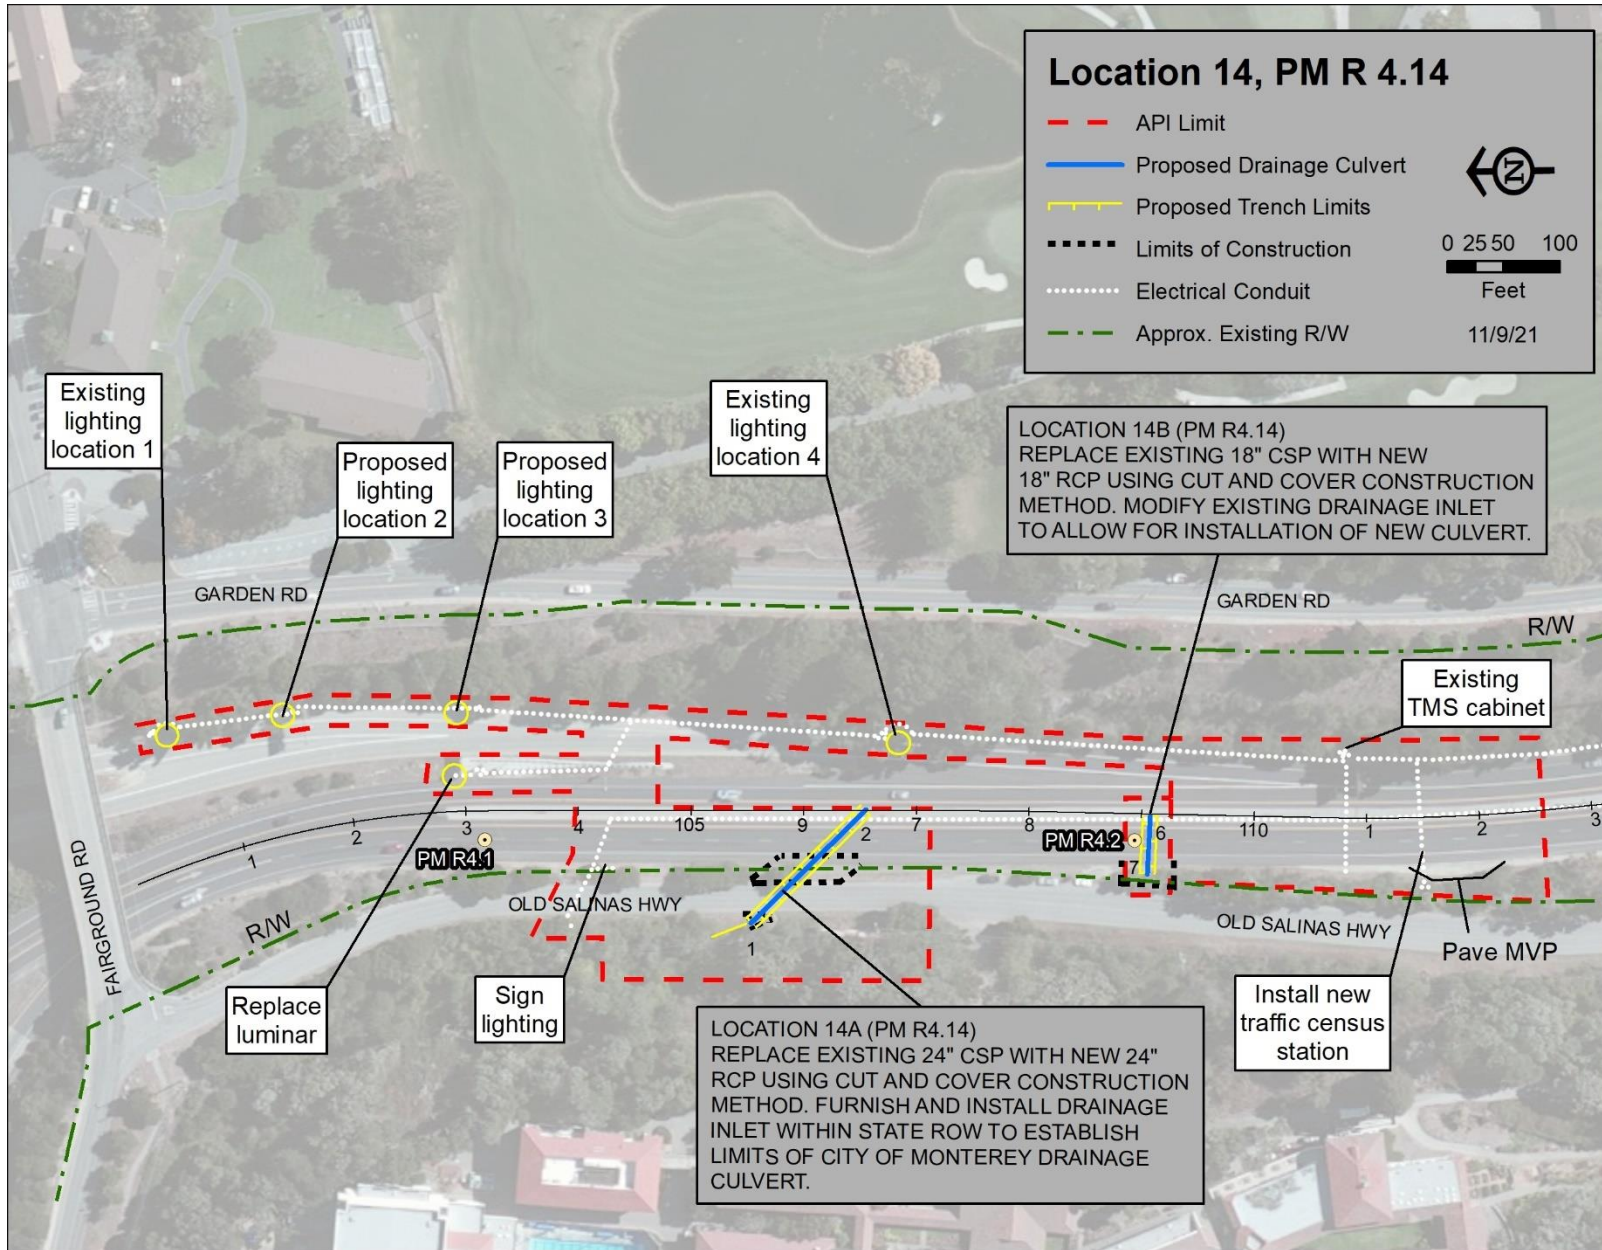 Location 14, PM R 4.14
API Limit
Proposed Drainage Culvert
Proposed Trench Limits
Limits of Construction
Electrical Conduit
Approx. Existing R/W
N
0 25 50 100
Feet
11/9/21
Existing
lighting
location 1
Proposed
lighting
location 2
Proposed
lighting
location 3
Existing
lighting
location 4
LOCATION 14B (PM R4.14)
REPLACE EXISTING 18" CSP WITH NEW
18" RCP USING CUT AND COVER CONSTRUCTION
METHOD. MODIFY EXISTING DRAINAGE INLET
TO ALLOW FOR INSTALLATION OF NEW CULVERT.
GARDEN RD
GARDEN RD
R/W
Existing
TMS cabinet
1
2
3
4
105
9
2
7
8
6
110
1
2
3
PM R4.1
PM R4.2
7
FAIRGROUND RD
R/W
OLD SALINAS HWY
1
OLD SALINAS HWY
Pave MVP
Replace
luminar
Sign
lighting
Install new
traffic census
station
LOCATION 14A (PM R4.14)
REPLACE EXISTING 24" CSP WITH NEW 24"
RCP USING CUT AND COVER CONSTRUCTION
METHOD. FURNISH AND INSTALL DRAINAGE
INLET WITHIN STATE ROW TO ESTABLISH
LIMITS OF CITY OF MONTEREY DRAINAGE
CULVERT.